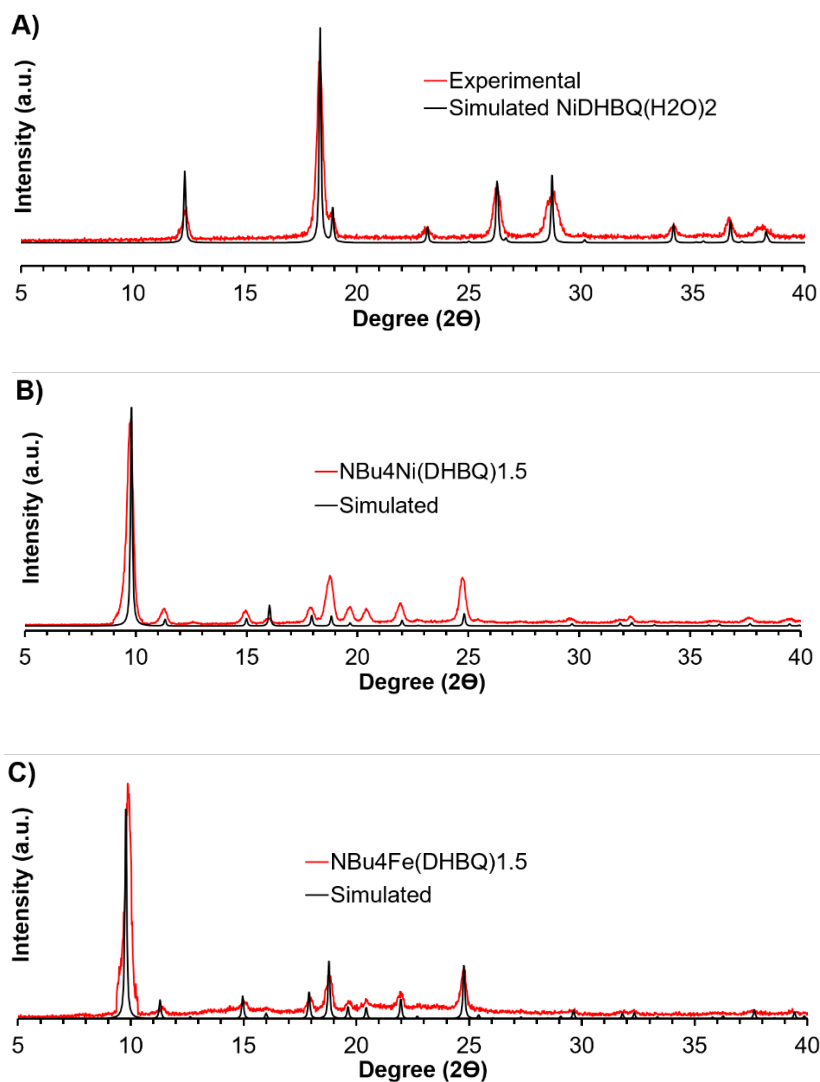 A)
Intensity (a.u.)
Experimental
Simulated NiDHBQ(H2O)2
5 10 15 20 25 30 35 40
Degree (2ϴ)
B)
Intensity (a.u.)
NBu4Ni(DHBQ)1.5
Simulated
5 10 15 20 25 30 35 40
Degree (2ϴ)
C)
Intensity (a.u.)
NBu4Fe(DHBQ)1.5
Simulated
5 10 15 20 25 30 35 40
Degree (2ϴ)